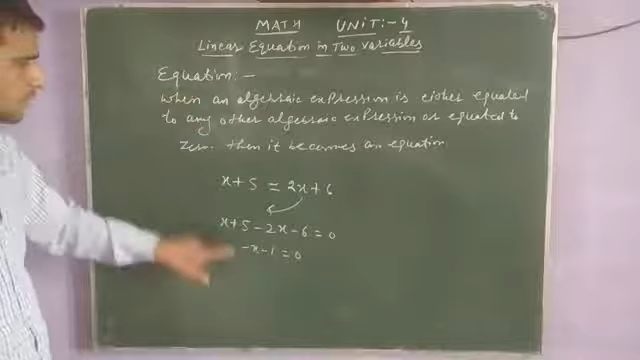 MATH UNIT:- 4
Linear Equation in Two variables
Equation:-
When an algebraic expression is either equated
to any other algebraic expression or equated to
zero. then it becomes an equation
x+5 = 2x+6
x+5-2x-6=0
-x-1=0